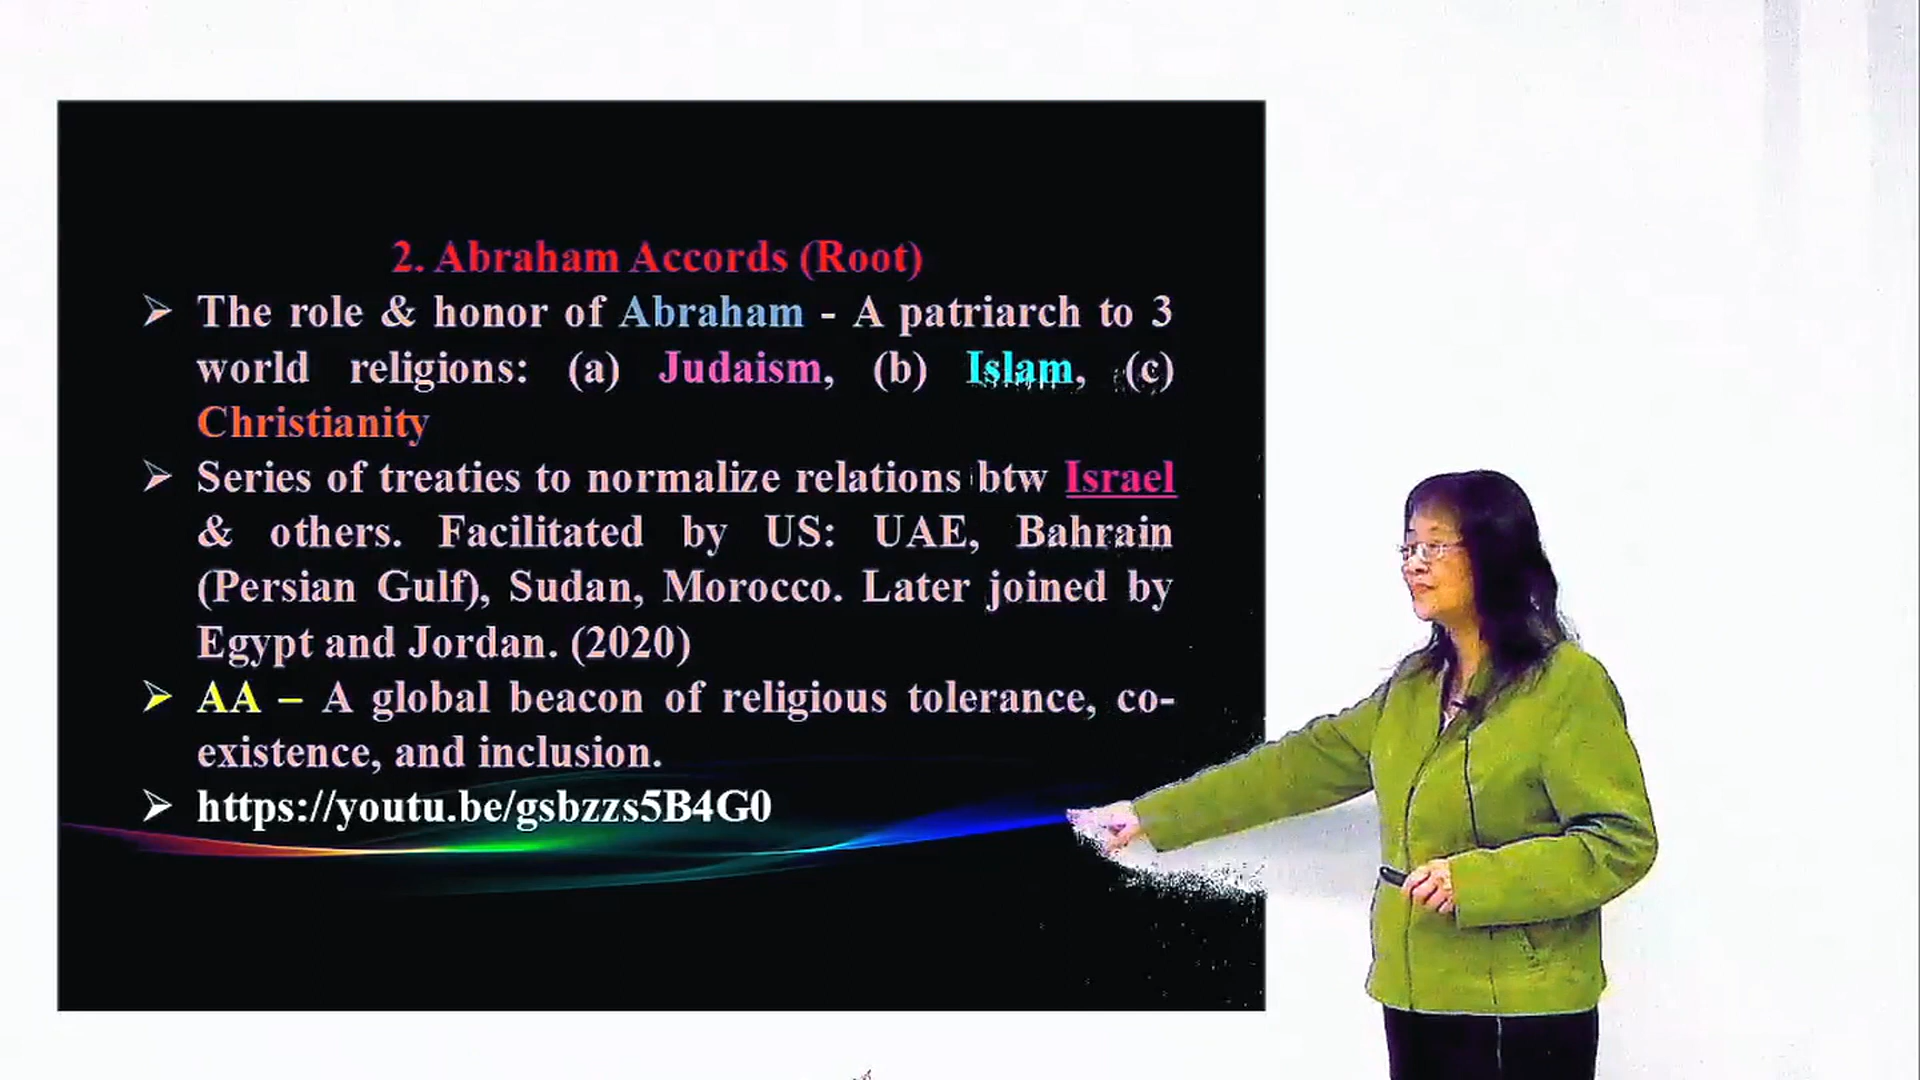 2. Abraham Accords (Root)
➢ The role & honor of Abraham - A patriarch to 3
world religions: (a) Judaism, (b) Islam, (c)
Christianity
➢ Series of treaties to normalize relations btw Israel
& others. Facilitated by US: UAE, Bahrain
(Persian Gulf), Sudan, Morocco. Later joined by
Egypt and Jordan. (2020)
➢ AA – A global beacon of religious tolerance, co-
existence, and inclusion.
➢ https://youtu.be/gsbzzs5B4G0